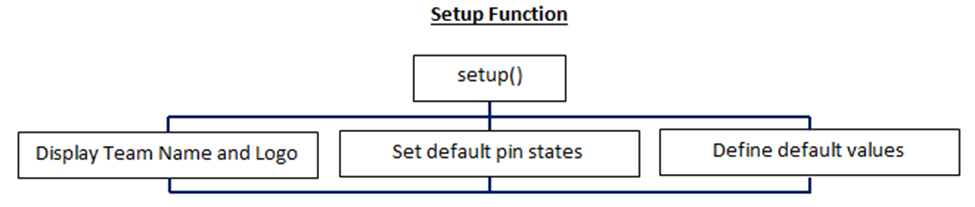 Setup Function
setup()
Display Team Name and Logo
Set default pin states
Define default values